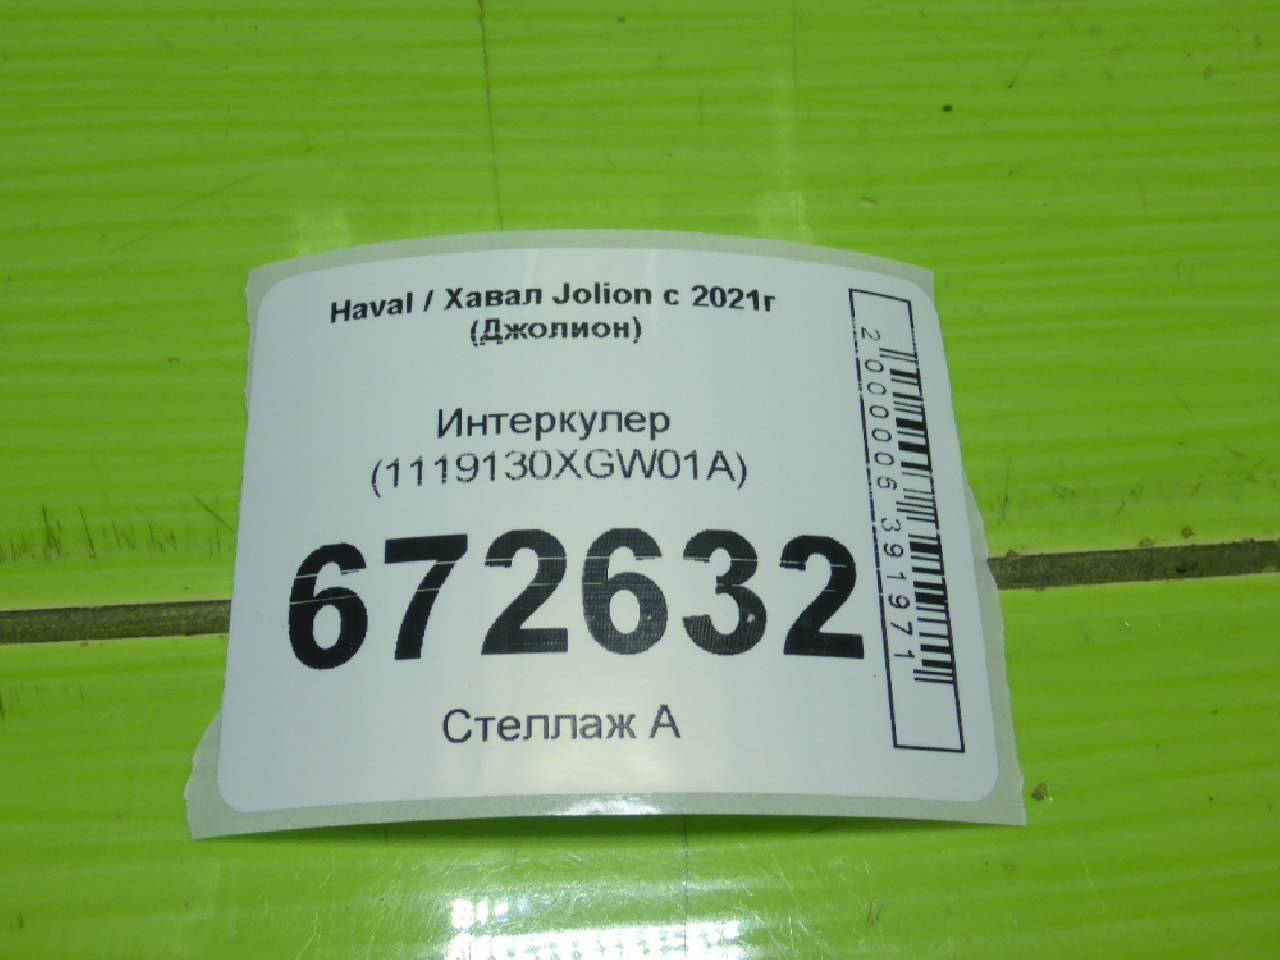 Haval / Хавал Jolion с 2021г
(Джолион)
Интеркулер
(1119130XGW01A)
672632
Стеллаж А
2000006391971